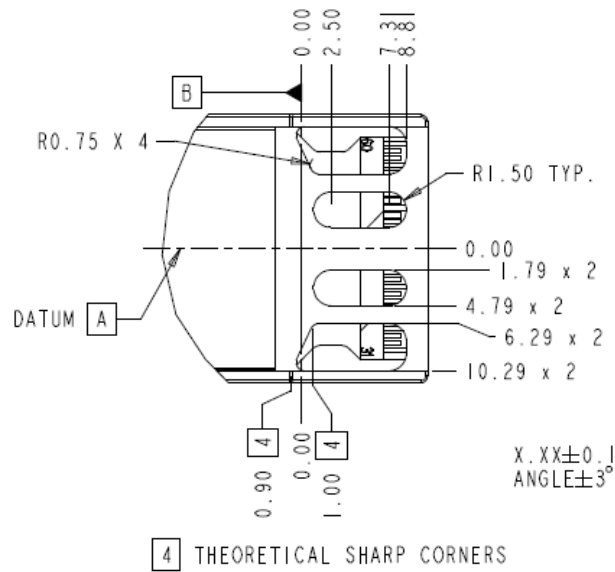 0.00
2.50
7.31
8.81
B
R0.75 X 4
R1.50 TYP.
0.00
1.79 x 2
DATUM A
4.79 x 2
6.29 x 2
10.29 x 2
0.90 4
0.00
1.00 4
X.XX±0.1
ANGLE±3°
4 THEORETICAL SHARP CORNERS